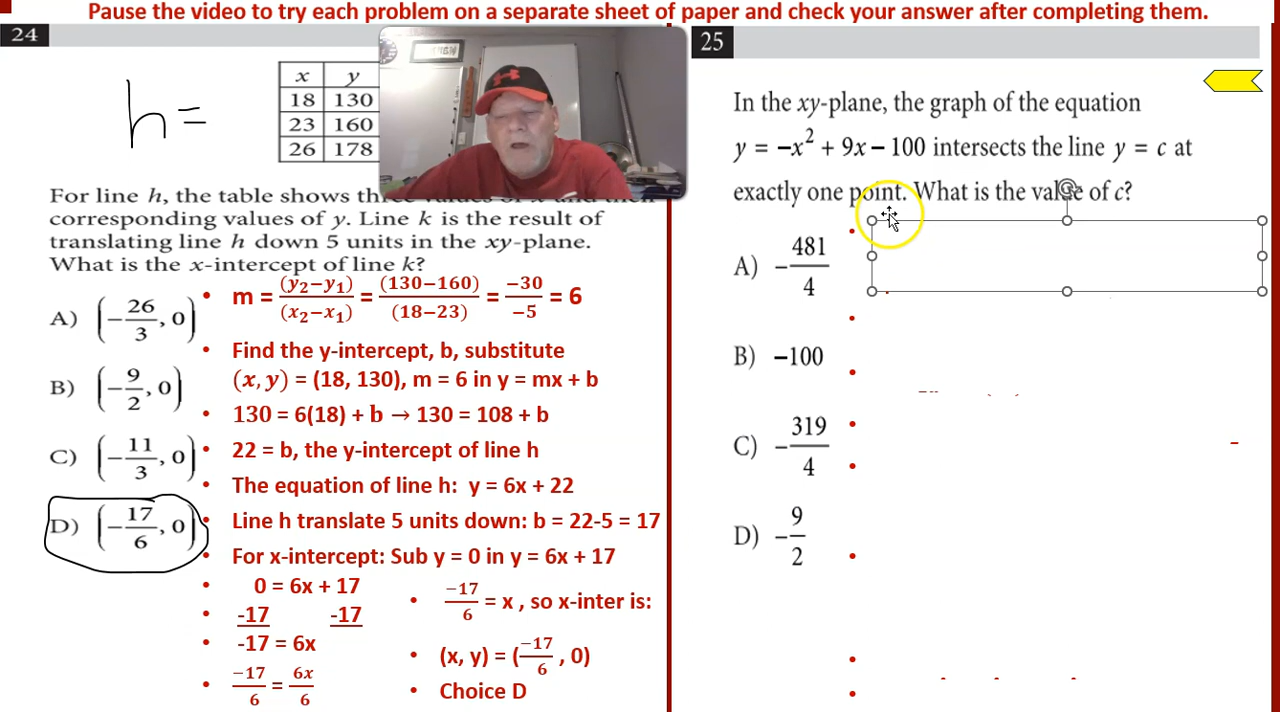 Pause the video to try each problem on a separate sheet of paper and check your answer after completing them.
24
h =
x y
18 130
23 160
26 178
For line h, the table shows
corresponding values of y. Line k is the result of
translating line h down 5 units in the xy-plane.
What is the x-intercept of line k?
A) (-26/3, 0)
B) (-9/2, 0)
C) (-11/3, 0)
D) (-17/6, 0)
• m = (y₂−y₁)/(x₂−x₁) = (130−160)/(18−23) = −30/−5 = 6
• Find the y-intercept, b, substitute
(x, y) = (18, 130), m = 6 in y = mx + b
• 130 = 6(18) + b → 130 = 108 + b
• 22 = b, the y-intercept of line h
• The equation of line h: y = 6x + 22
• Line h translate 5 units down: b = 22-5 = 17
• For x-intercept: Sub y = 0 in y = 6x + 17
• 0 = 6x + 17
• -17 -17
• -17 = 6x
• −17/6 = 6x/6
• −17/6 = x , so x-inter is:
• (x, y) = (−17/6 , 0)
• Choice D
25
In the xy-plane, the graph of the equation
y = −x² + 9x − 100 intersects the line y = c at
exactly one point. What is the value of c?
A) −481/4
B) −100
C) −319/4
D) −9/2